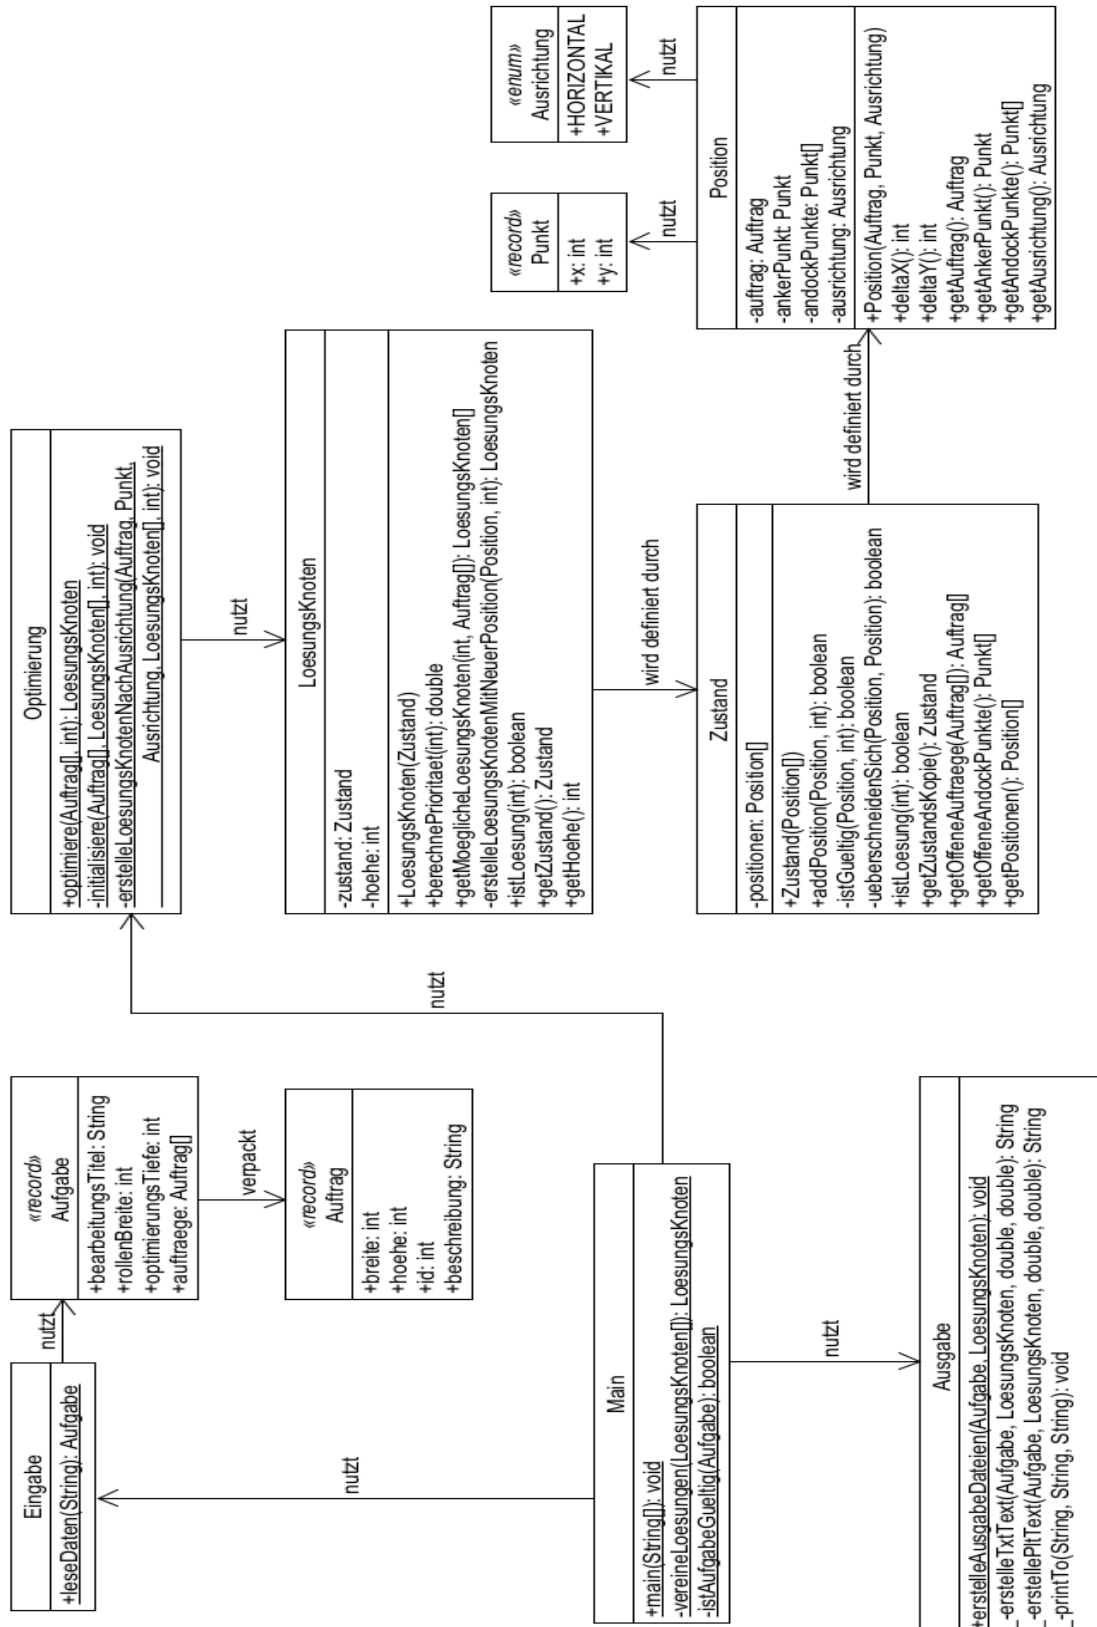 Eingabe
+leseDaten(String): Aufgabe
nutzt
«record»
Aufgabe
+bearbeitungsTitel: String
+rollenBreite: int
+optimierungsTiefe: int
+auftraege: Auftrag[]
verpackt
«record»
Auftrag
+breite: int
+hoehe: int
+id: int
+beschreibung: String
Optimierung
+optimiere(Auftrag[], int): LoesungsKnoten
-initialisiere(Auftrag[], LoesungsKnoten[], int): void
-erstelleLoesungsKnotenNachAusrichtung(Auftrag, Punkt,
Ausrichtung, LoesungsKnoten[], int): void
nutzt
LoesungsKnoten
-zustand: Zustand
-hoehe: int
+LoesungsKnoten(Zustand)
+berechnePrioritaet(int): double
+getMoeglicheLoesungsKnoten(int, Auftrag[]): LoesungsKnoten[]
-erstelleLoesungsKnotenMitNeuerPosition(Position, int): LoesungsKnoten
+istLoesung(int): boolean
+getZustand(): Zustand
+getHoehe(): int
nutzt
nutzt
wird definiert durch
«record»
Punkt
+x: int
+y: int
«enum»
Ausrichtung
+HORIZONTAL
+VERTIKAL
nutzt
nutzt
Main
+main(String[]): void
-vereineLoesungen(LoesungsKnoten[]): LoesungsKnoten
-istAufgabeGueltig(Aufgabe): boolean
nutzt
Zustand
-positionen: Position[]
+Zustand(Position[])
+addPosition(Position, int): boolean
-istGueltig(Position, int): boolean
-ueberschneidenSich(Position, Position): boolean
+istLoesung(int): boolean
+getZustandsKopie(): Zustand
+getOffeneAuftraege(Auftrag[]): Auftrag[]
+getOffeneAndockPunkte(): Punkt[]
+getPositionen(): Position[]
wird definiert durch
Position
-auftrag: Auftrag
-ankerPunkt: Punkt
-andockPunkte: Punkt[]
-ausrichtung: Ausrichtung
+Position(Auftrag, Punkt, Ausrichtung)
+deltaX(): int
+deltaY(): int
+getAuftrag(): Auftrag
+getAnkerPunkt(): Punkt
+getAndockPunkte(): Punkt[]
+getAusrichtung(): Ausrichtung
Ausgabe
+erstelleAusgabeDateien(Aufgabe, LoesungsKnoten): void
-erstelleTxtText(Aufgabe, LoesungsKnoten, double, double): String
-erstellePltText(Aufgabe, LoesungsKnoten, double, double): String
-printTo(String, String, String): void